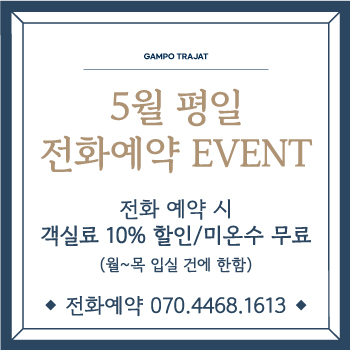 GAMPO TRAJAT
5월 평일
전화예약 EVENT
전화 예약 시
객실료 10% 할인/미온수 무료
(월~목 입실 건에 한함)
◆ 전화예약 070.4468.1613 ◆